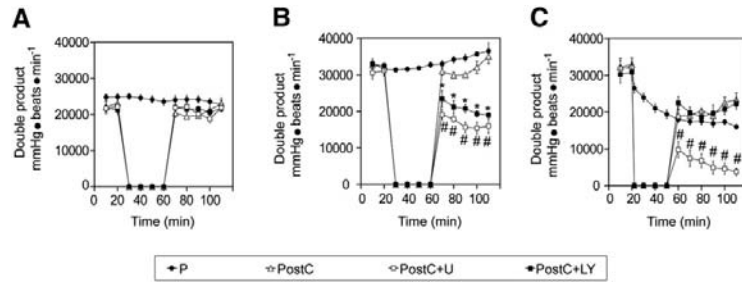 A
B
C
Double product
mmHg●beats●min⁻¹
40000
30000
20000
10000
0
0 20 40 60 80 100
Time (min)
Double product
mmHg●beats●min⁻¹
40000
30000
20000
10000
0
* * * * *
# # # # #
0 20 40 60 80 100
Time (min)
Double product
mmHg●beats●min⁻¹
40000
30000
20000
10000
0
# # # # # #
0 20 40 60 80 100
Time (min)
P PostC PostC+U PostC+LY